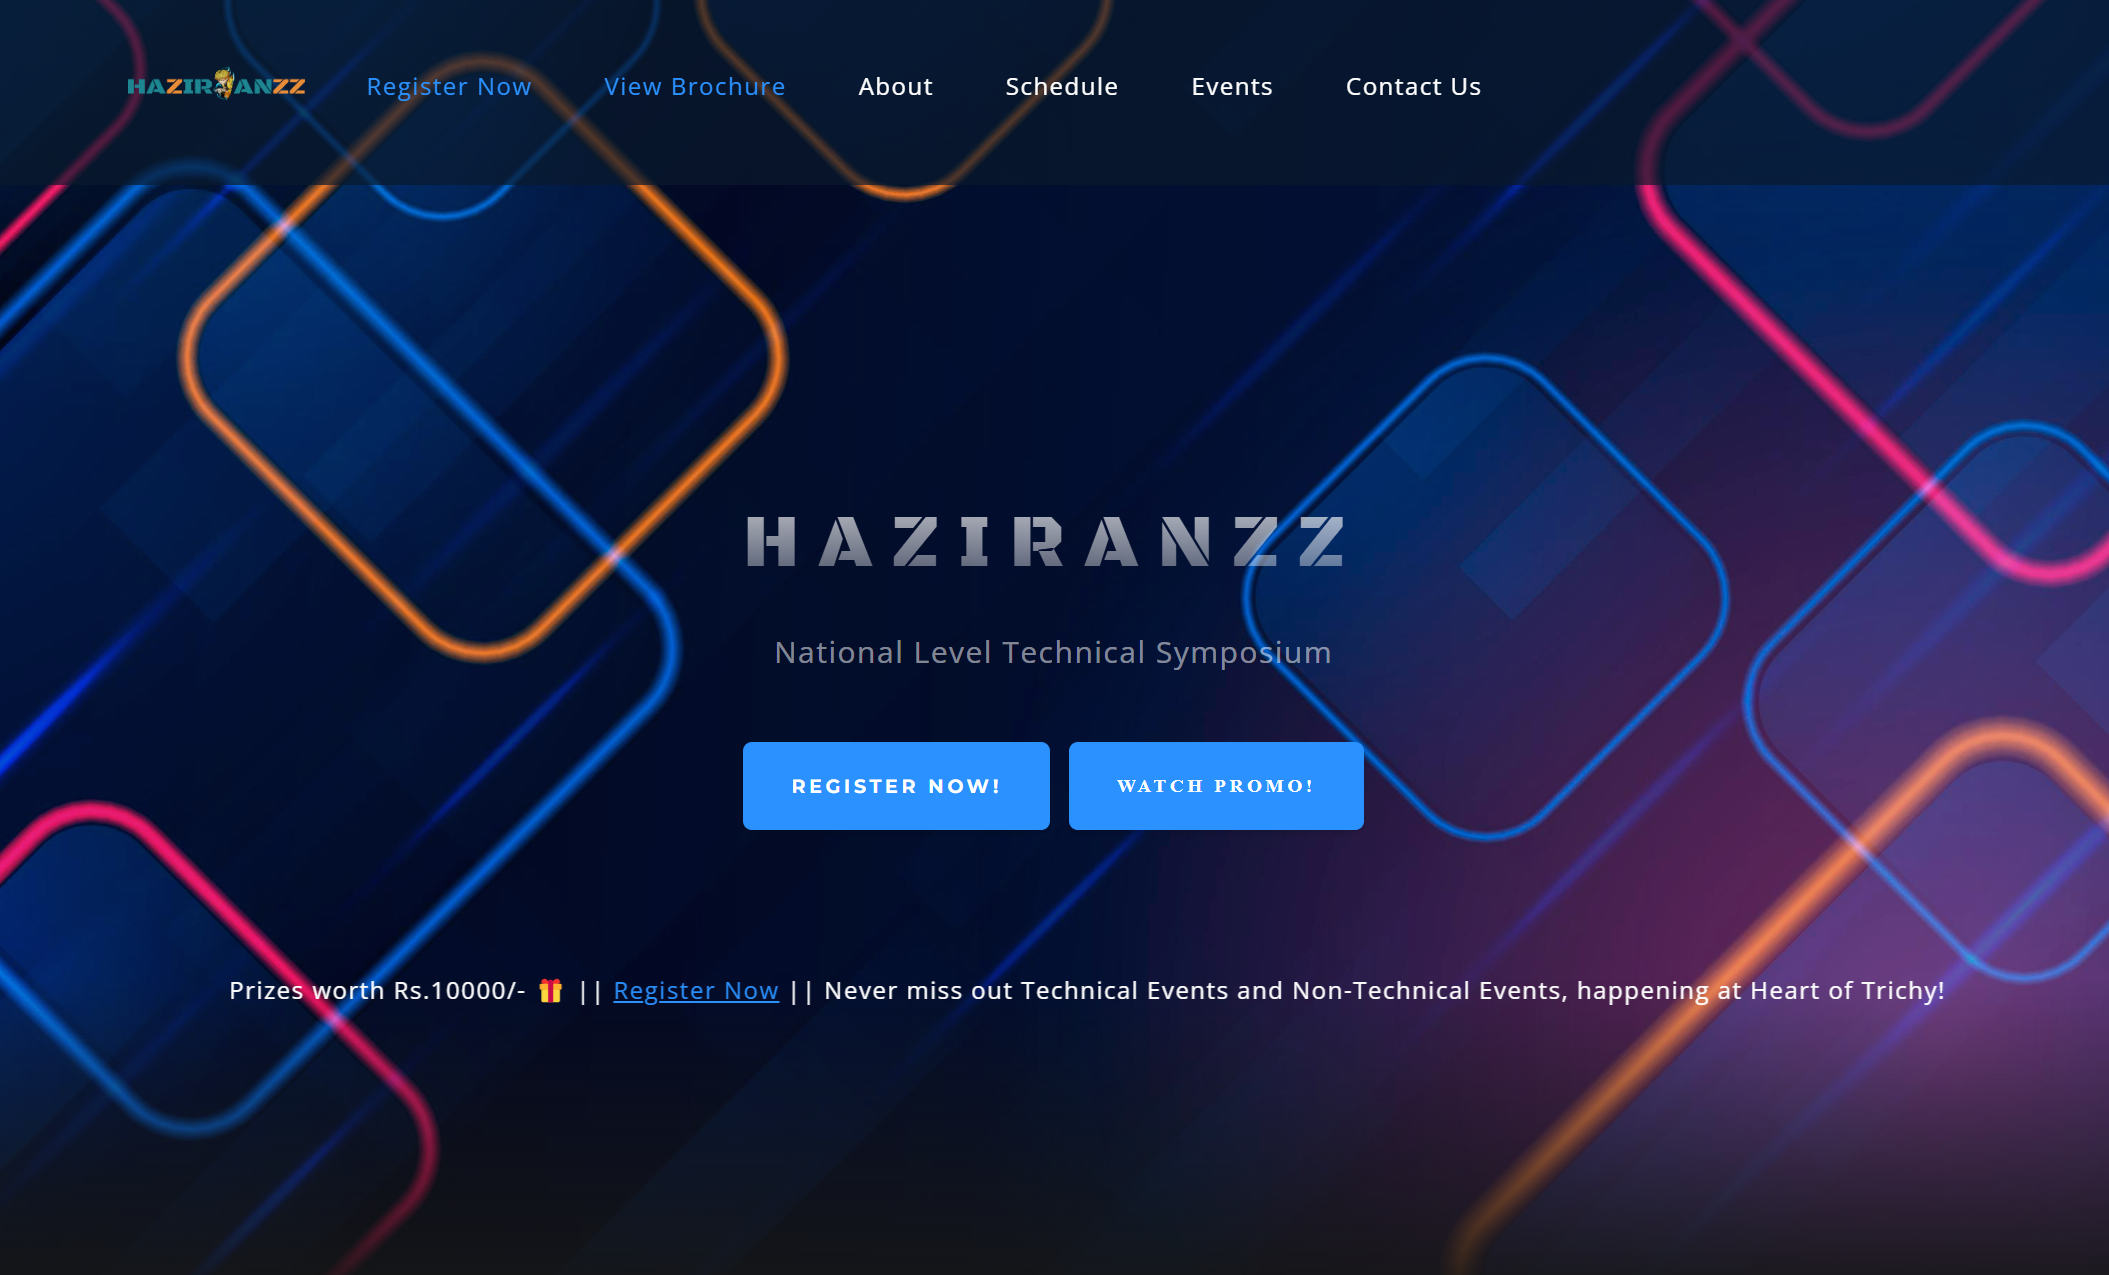 HAZIRANZZ Register Now View Brochure About Schedule Events Contact Us
HAZIRANZZ
National Level Technical Symposium
REGISTER NOW! WATCH PROMO!
Prizes worth Rs.10000/- 🎁 || Register Now || Never miss out Technical Events and Non-Technical Events, happening at Heart of Trichy!